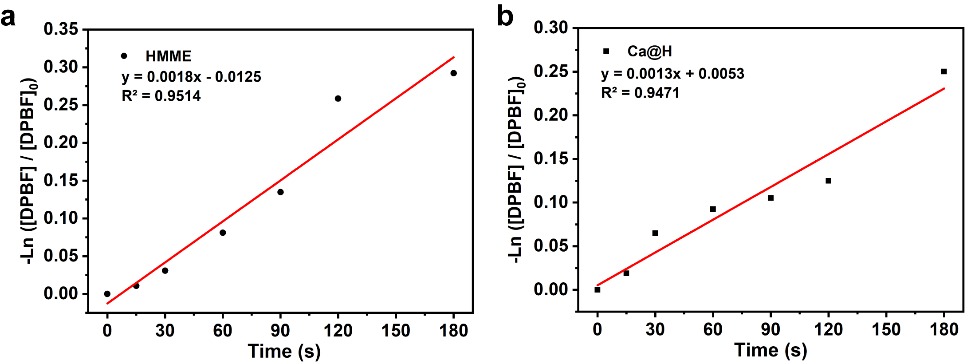 a
HMME
y = 0.0018x - 0.0125
R² = 0.9514
0.35
0.30
0.25
0.20
0.15
0.10
0.05
0.00
-Ln ([DPBF] / [DPBF]₀)
0 30 60 90 120 150 180
Time (s)
b
Ca@H
y = 0.0013x + 0.0053
R² = 0.9471
0.30
0.25
0.20
0.15
0.10
0.05
0.00
-Ln ([DPBF] / [DPBF]₀)
0 30 60 90 120 150 180
Time (s)